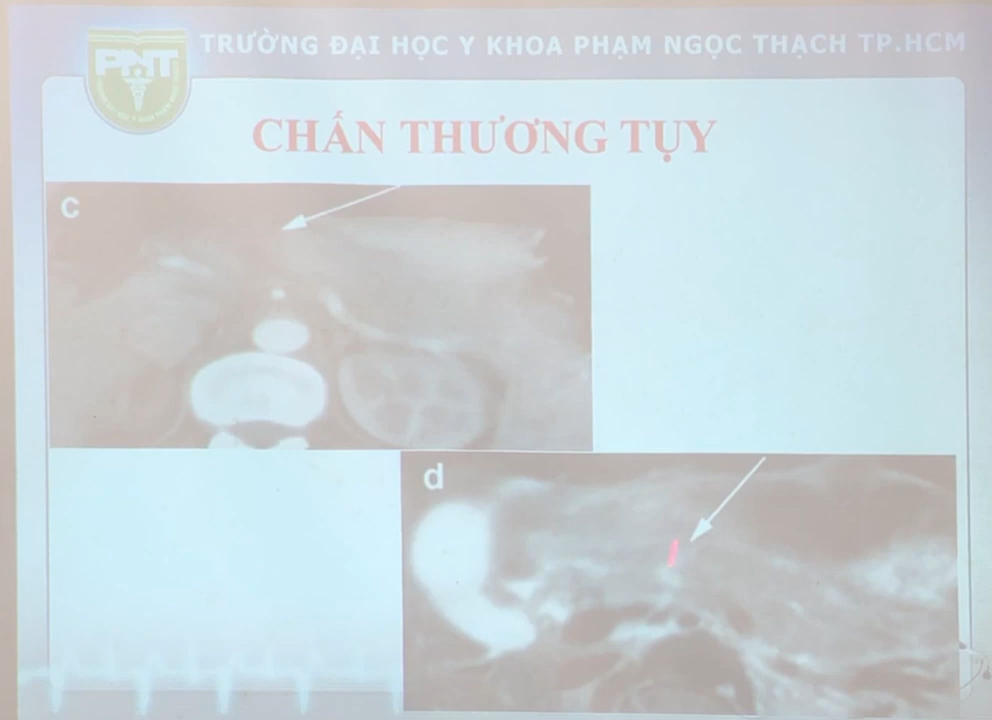 TRƯỜNG ĐẠI HỌC Y KHOA PHẠM NGỌC THẠCH TP.HCM
PNT
CHẤN THƯƠNG TỤY
c
d